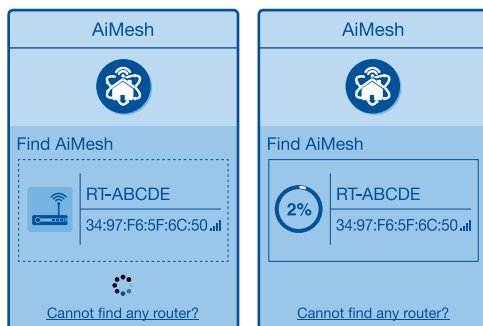 AiMesh
Find AiMesh
RT-ABCDE
34:97:F6:5F:6C:50
Cannot find any router?
AiMesh
Find AiMesh
2%
RT-ABCDE
34:97:F6:5F:6C:50
Cannot find any router?